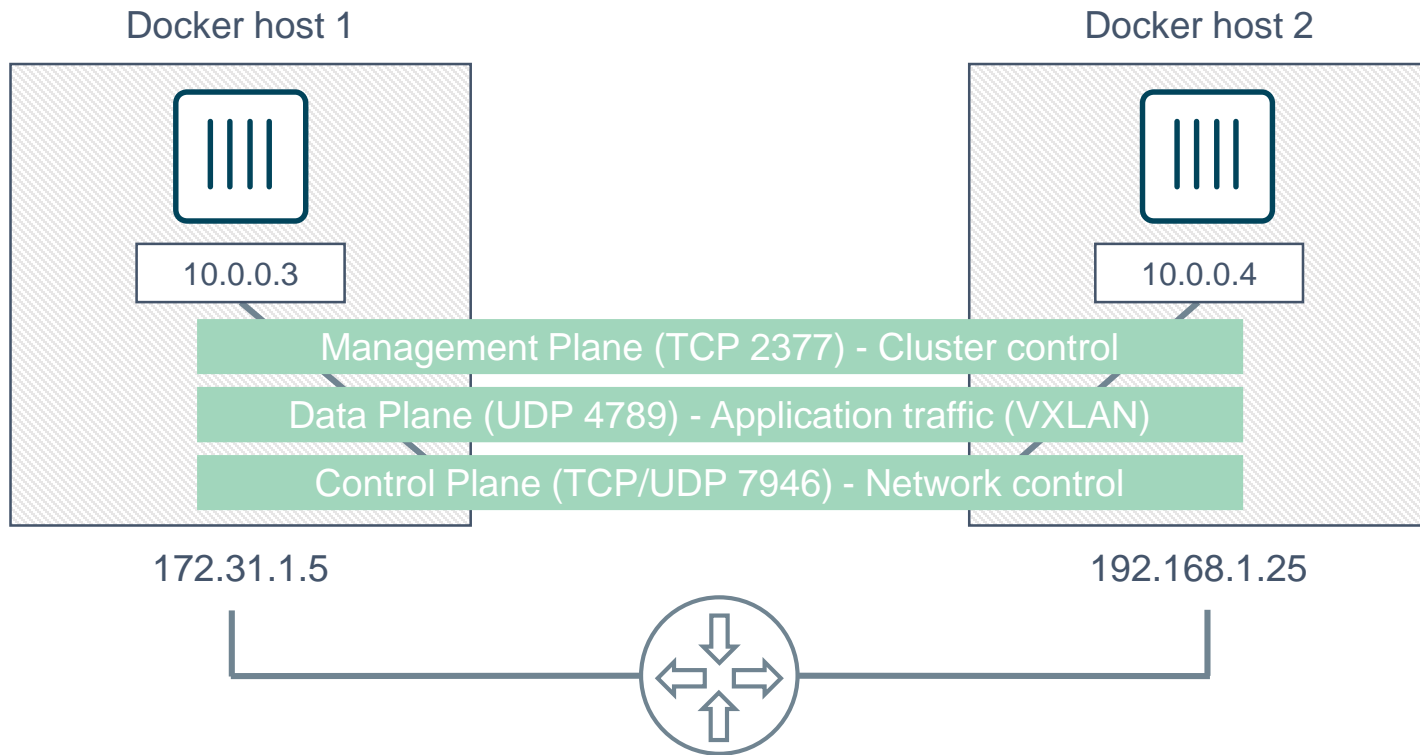 Docker host 1
Docker host 2
10.0.0.3
10.0.0.4
Management Plane (TCP 2377) - Cluster control
Data Plane (UDP 4789) - Application traffic (VXLAN)
Control Plane (TCP/UDP 7946) - Network control
172.31.1.5
192.168.1.25